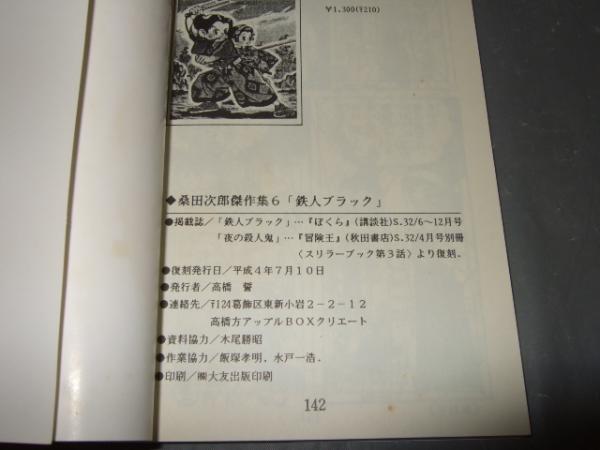 ¥1,300(〒210)
◆桑田次郎傑作集6「鉄人ブラック」
●掲載誌/「鉄人ブラック」…『ぼくら』(講談社)S.32/6〜12月号
「夜の殺人鬼」…『冒険王』(秋田書店)S.32/4月号別冊
〈スリラーブック第3話〉より復刻.
●復刻発行日/平成4年7月10日
●発行者/高橋 誓
●連絡先/〒124葛飾区東新小岩2-2-12
高橋方アップルBOXクリエート
●資料協力/木尾勝昭
●作業協力/飯塚孝明, 水戸一浩.
●印刷/㈱大友出版印刷
142